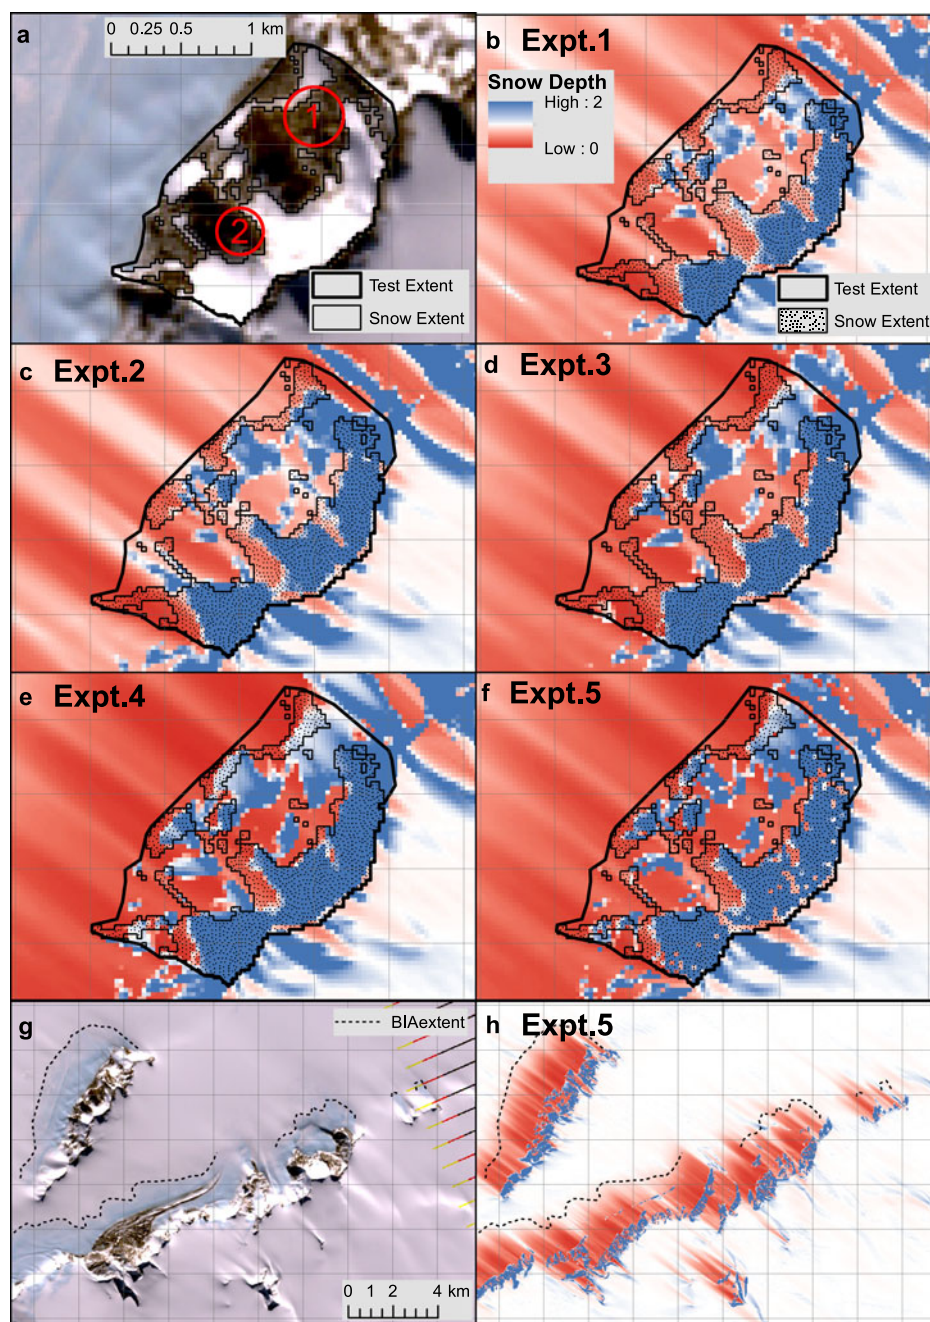 a
0 0.25 0.5 1 km
1
2
Test Extent
Snow Extent
b Expt.1
Snow Depth
High : 2
Low : 0
Test Extent
Snow Extent
c Expt.2
d Expt.3
e Expt.4
f Expt.5
g
BIAextent
0 1 2 4 km
h Expt.5